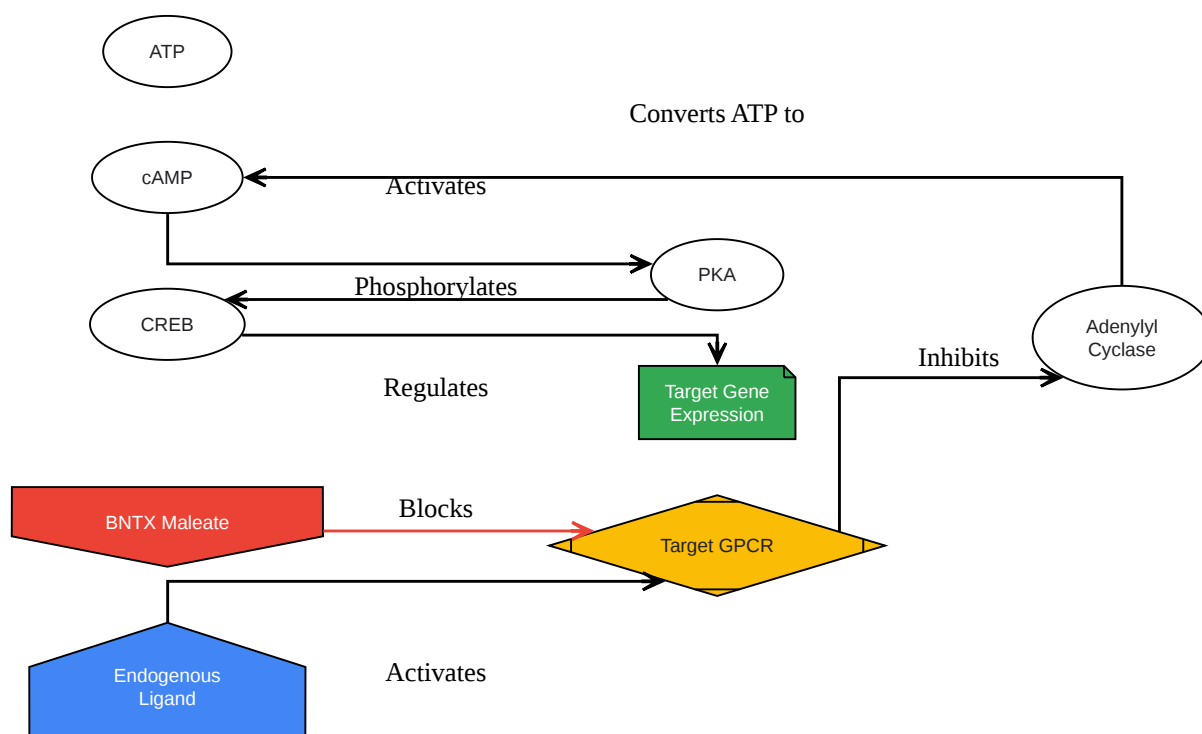 ATP
Converts ATP to
cAMP
Activates
PKA
Phosphorylates
CREB
Adenylyl
Cyclase
Inhibits
Regulates
Target Gene
Expression
BNTX Maleate
Blocks
Target GPCR
Endogenous
Ligand
Activates